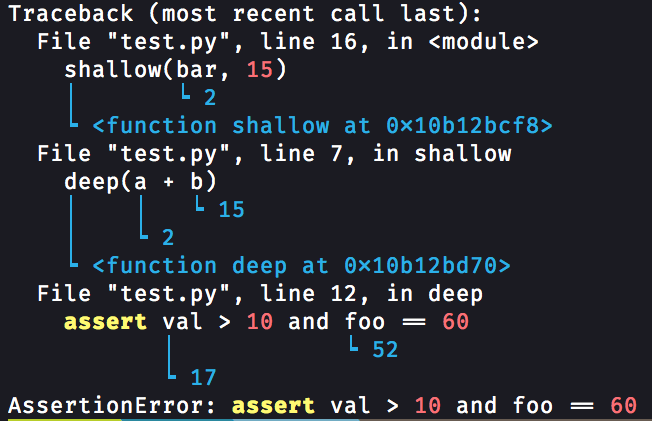 Traceback (most recent call last):
File "test.py", line 16, in <module>
shallow(bar, 15)
2
<function shallow at 0x10b12bcf8>
File "test.py", line 7, in shallow
deep(a + b)
15
2
<function deep at 0x10b12bd70>
File "test.py", line 12, in deep
assert val > 10 and foo == 60
52
17
AssertionError: assert val > 10 and foo == 60